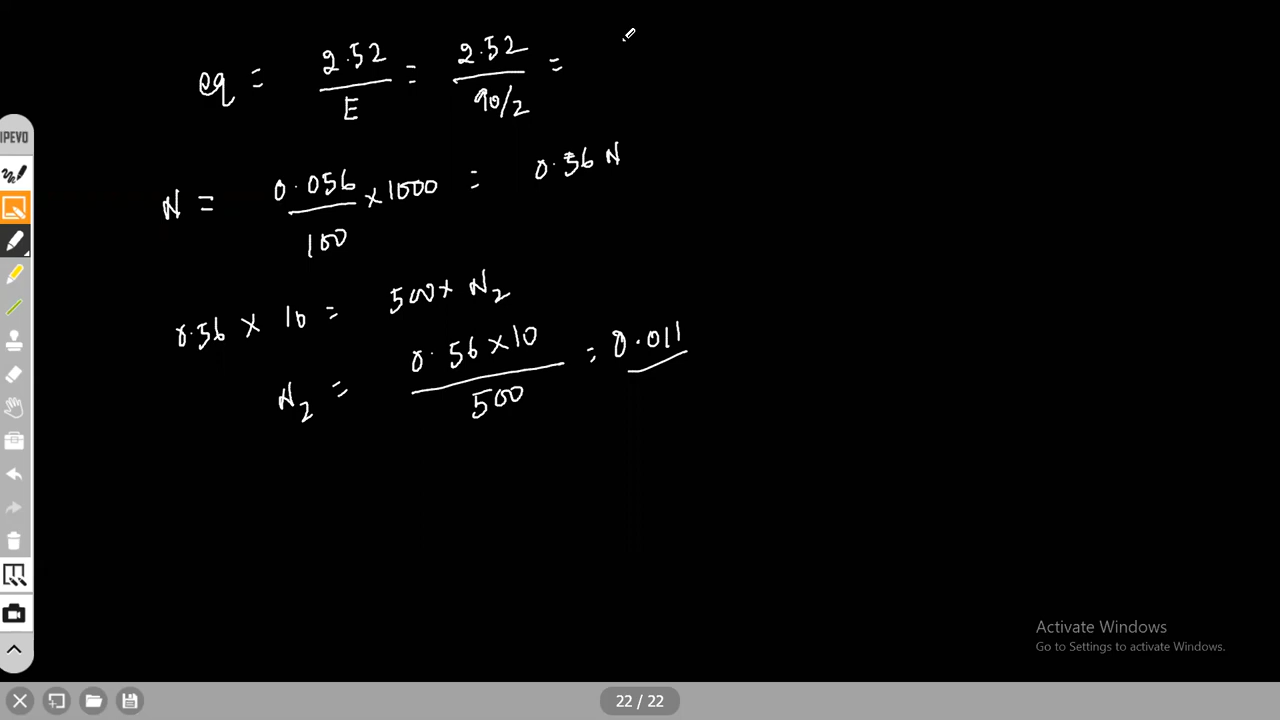 eq = 2.52 / E = 2.52 / 90/2 =
N = 0.056 / 100 × 1000 = 0.56 N
0.56 × 10 = 500 × N₂
N₂ = 0.56 × 10 / 500 = 0.011
IPEVO
Activate Windows
Go to Settings to activate Windows.
22 / 22